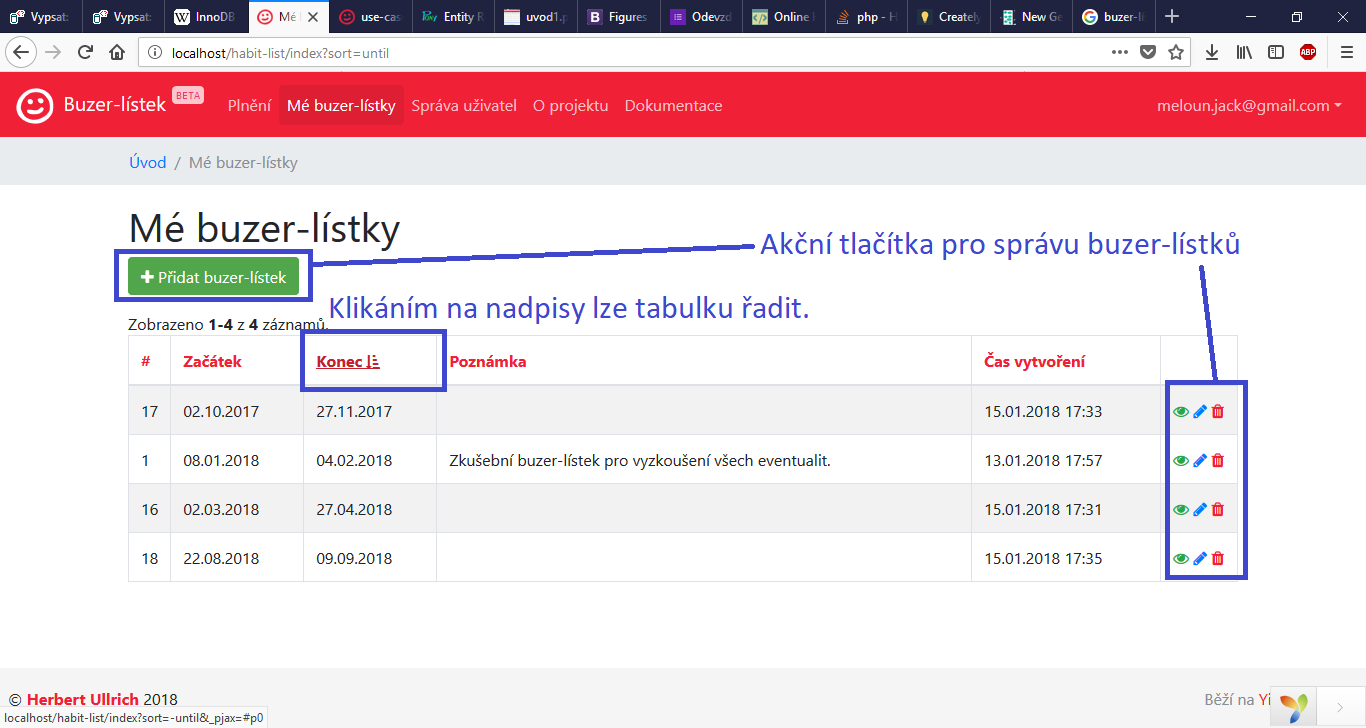 Vypsat
Vypsat
InnoDB
Mé
use-cas
Entity R
uvod1.p
Figures
Odevzd
Online
php - H
Creately
New Ge
buzer-lí
localhost/habit-list/index?sort=until
ABP
Buzer-lístek BETA Plnění Mé buzer-lístky Správa uživatel O projektu Dokumentace meloun.jack@gmail.com
Úvod / Mé buzer-lístky
Mé buzer-lístky
Akční tlačítka pro správu buzer-lístků
Přidat buzer-lístek
Klikáním na nadpisy lze tabulku řadit.
Zobrazeno 1-4 z 4 záznamů.
# Začátek Konec Poznámka Čas vytvoření
17 02.10.2017 27.11.2017 15.01.2018 17:33
1 08.01.2018 04.02.2018 Zkušební buzer-lístek pro vyzkoušení všech eventualit. 13.01.2018 17:57
16 02.03.2018 27.04.2018 15.01.2018 17:31
18 22.08.2018 09.09.2018 15.01.2018 17:35
© Herbert Ullrich 2018 Běží na Yi
localhost/habit-list/index?sort=-until&_pjax=#p0